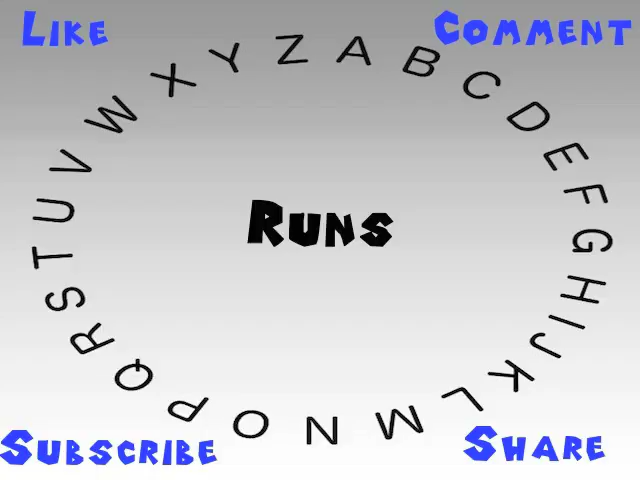 Like
Comment
A B C D E F G H I J K L M N O P Q R S T U V W X Y Z
Runs
Subscribe
Share